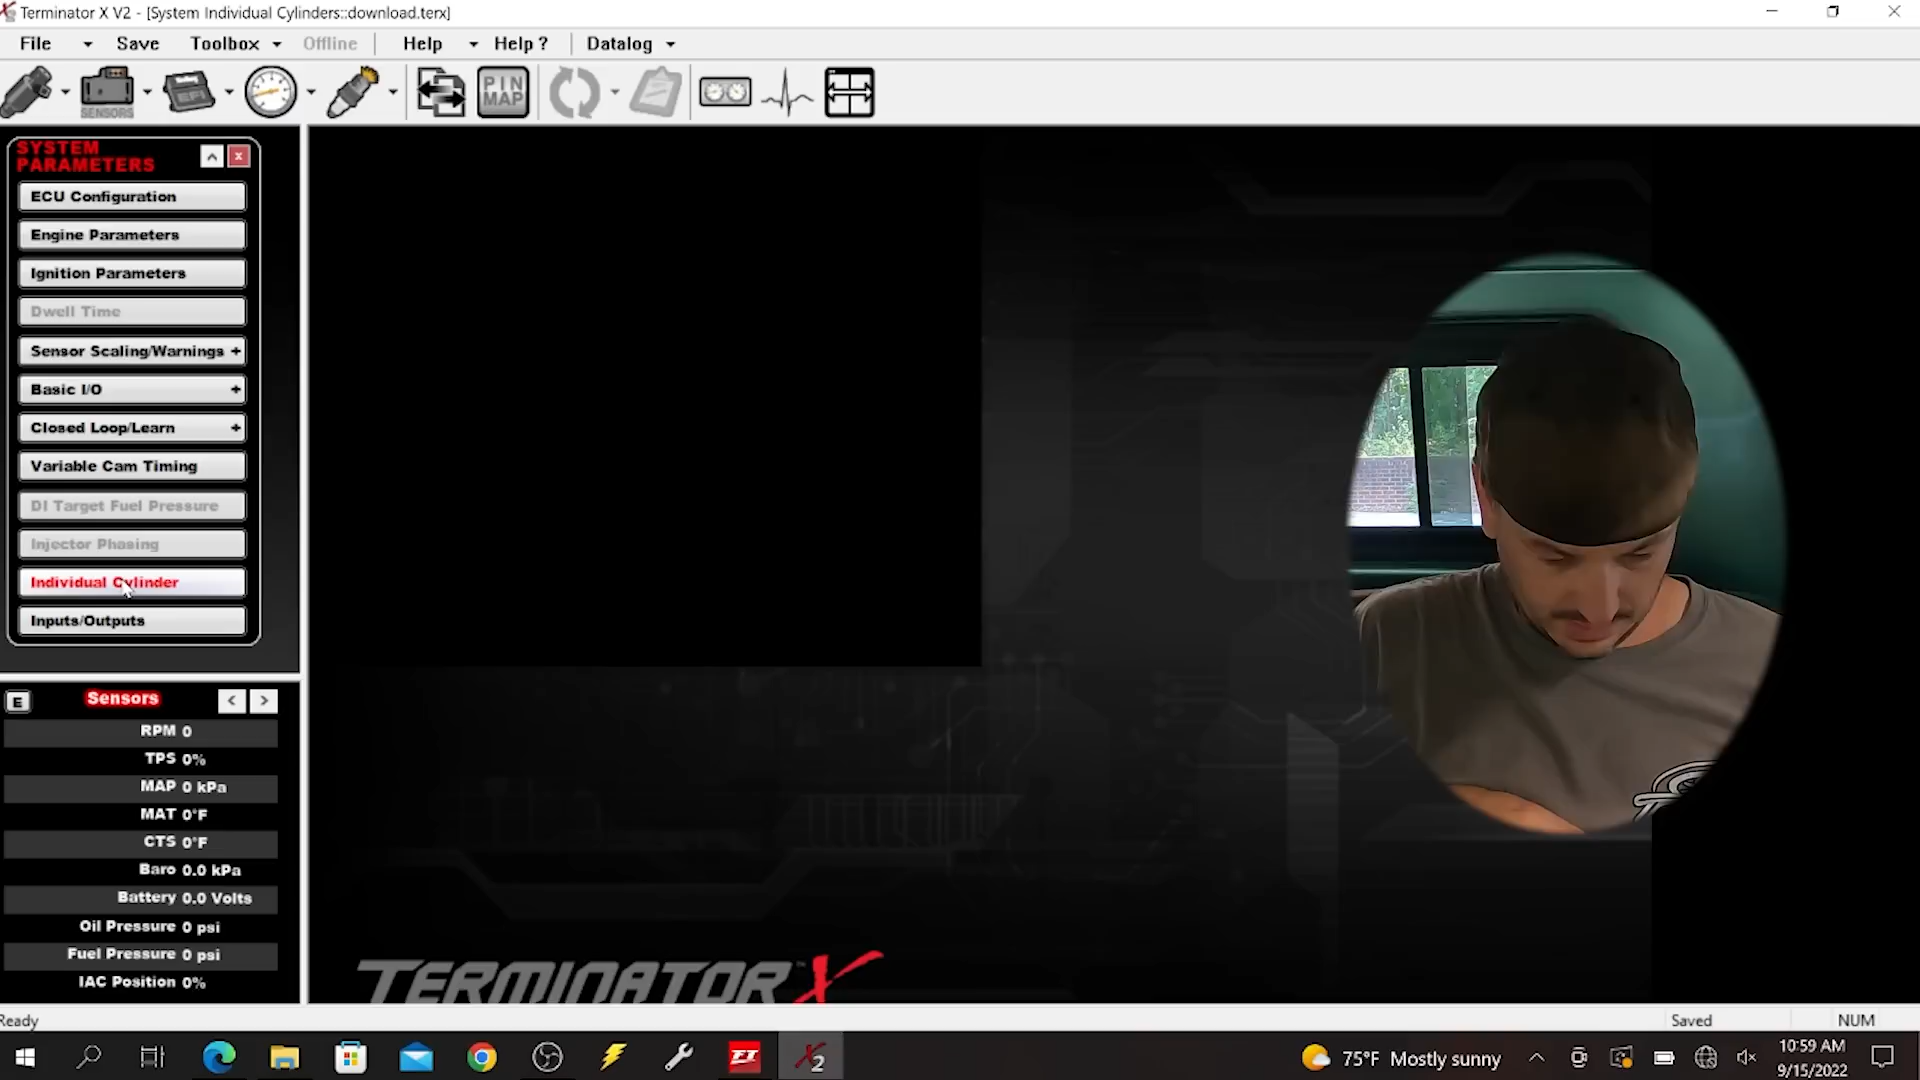 Terminator X V2 - [System Individual Cylinders::download.terx]
File Save Toolbox Offline Help Help ? Datalog
SENSORS
EFI
PIN
MAP
SYSTEM
PARAMETERS
ECU Configuration
Engine Parameters
Ignition Parameters
Dwell Time
Sensor Scaling/Warnings +
Basic I/O +
Closed Loop/Learn +
Variable Cam Timing
DI Target Fuel Pressure
Injector Phasing
Individual Cylinder
Inputs/Outputs
E Sensors < >
RPM 0
TPS 0%
MAP 0 kPa
MAT 0°F
CTS 0°F
Baro 0.0 kPa
Battery 0.0 Volts
Oil Pressure 0 psi
Fuel Pressure 0 psi
IAC Position 0%
TERMINATOR X
Ready Saved NUM
75°F Mostly sunny
10:59 AM
9/15/2022